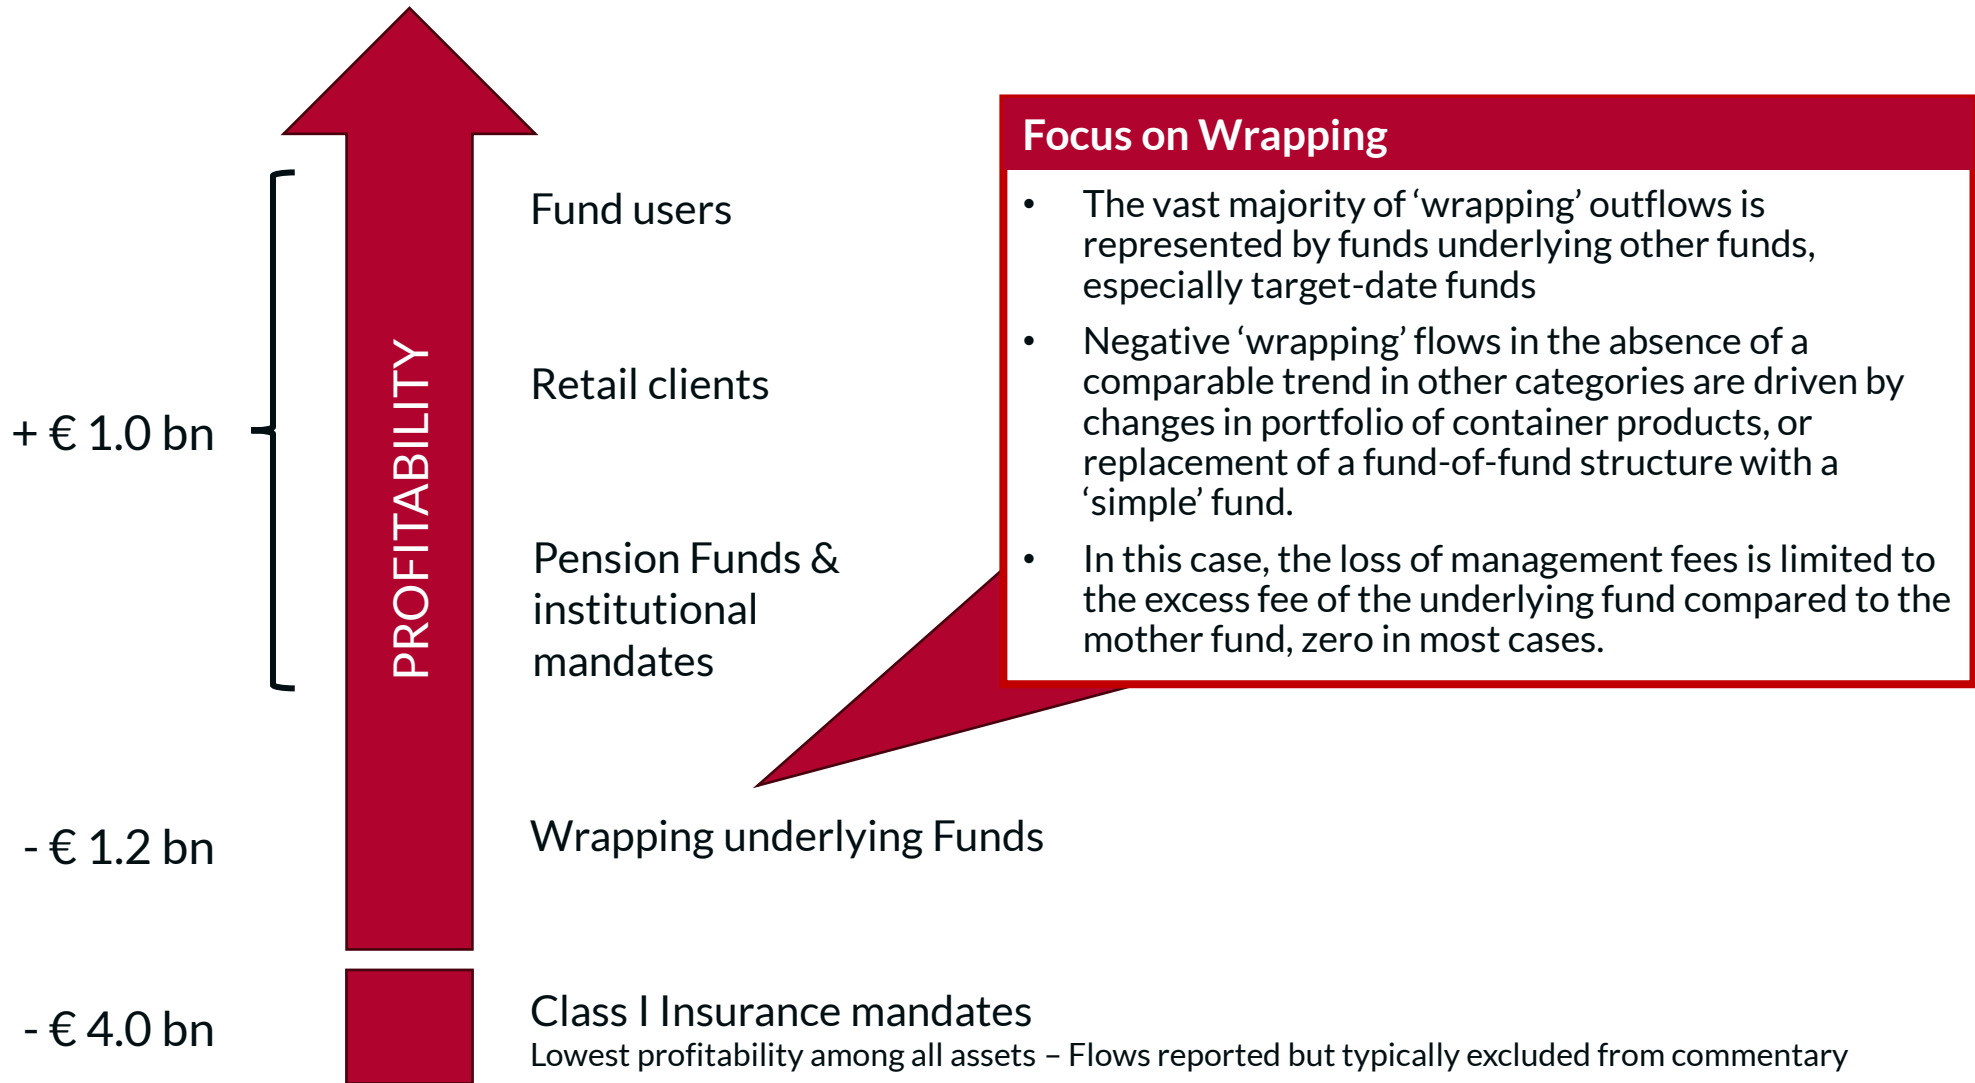 PROFITABILITY
+ € 1.0 bn
Fund users
Retail clients
Pension Funds &
institutional
mandates
- € 1.2 bn
Wrapping underlying Funds
- € 4.0 bn
Class I Insurance mandates
Lowest profitability among all assets – Flows reported but typically excluded from commentary
Focus on Wrapping
• The vast majority of ‘wrapping’ outflows is
represented by funds underlying other funds,
especially target-date funds
• Negative ‘wrapping’ flows in the absence of a
comparable trend in other categories are driven by
changes in portfolio of container products, or
replacement of a fund-of-fund structure with a
‘simple’ fund.
• In this case, the loss of management fees is limited to
the excess fee of the underlying fund compared to the
mother fund, zero in most cases.